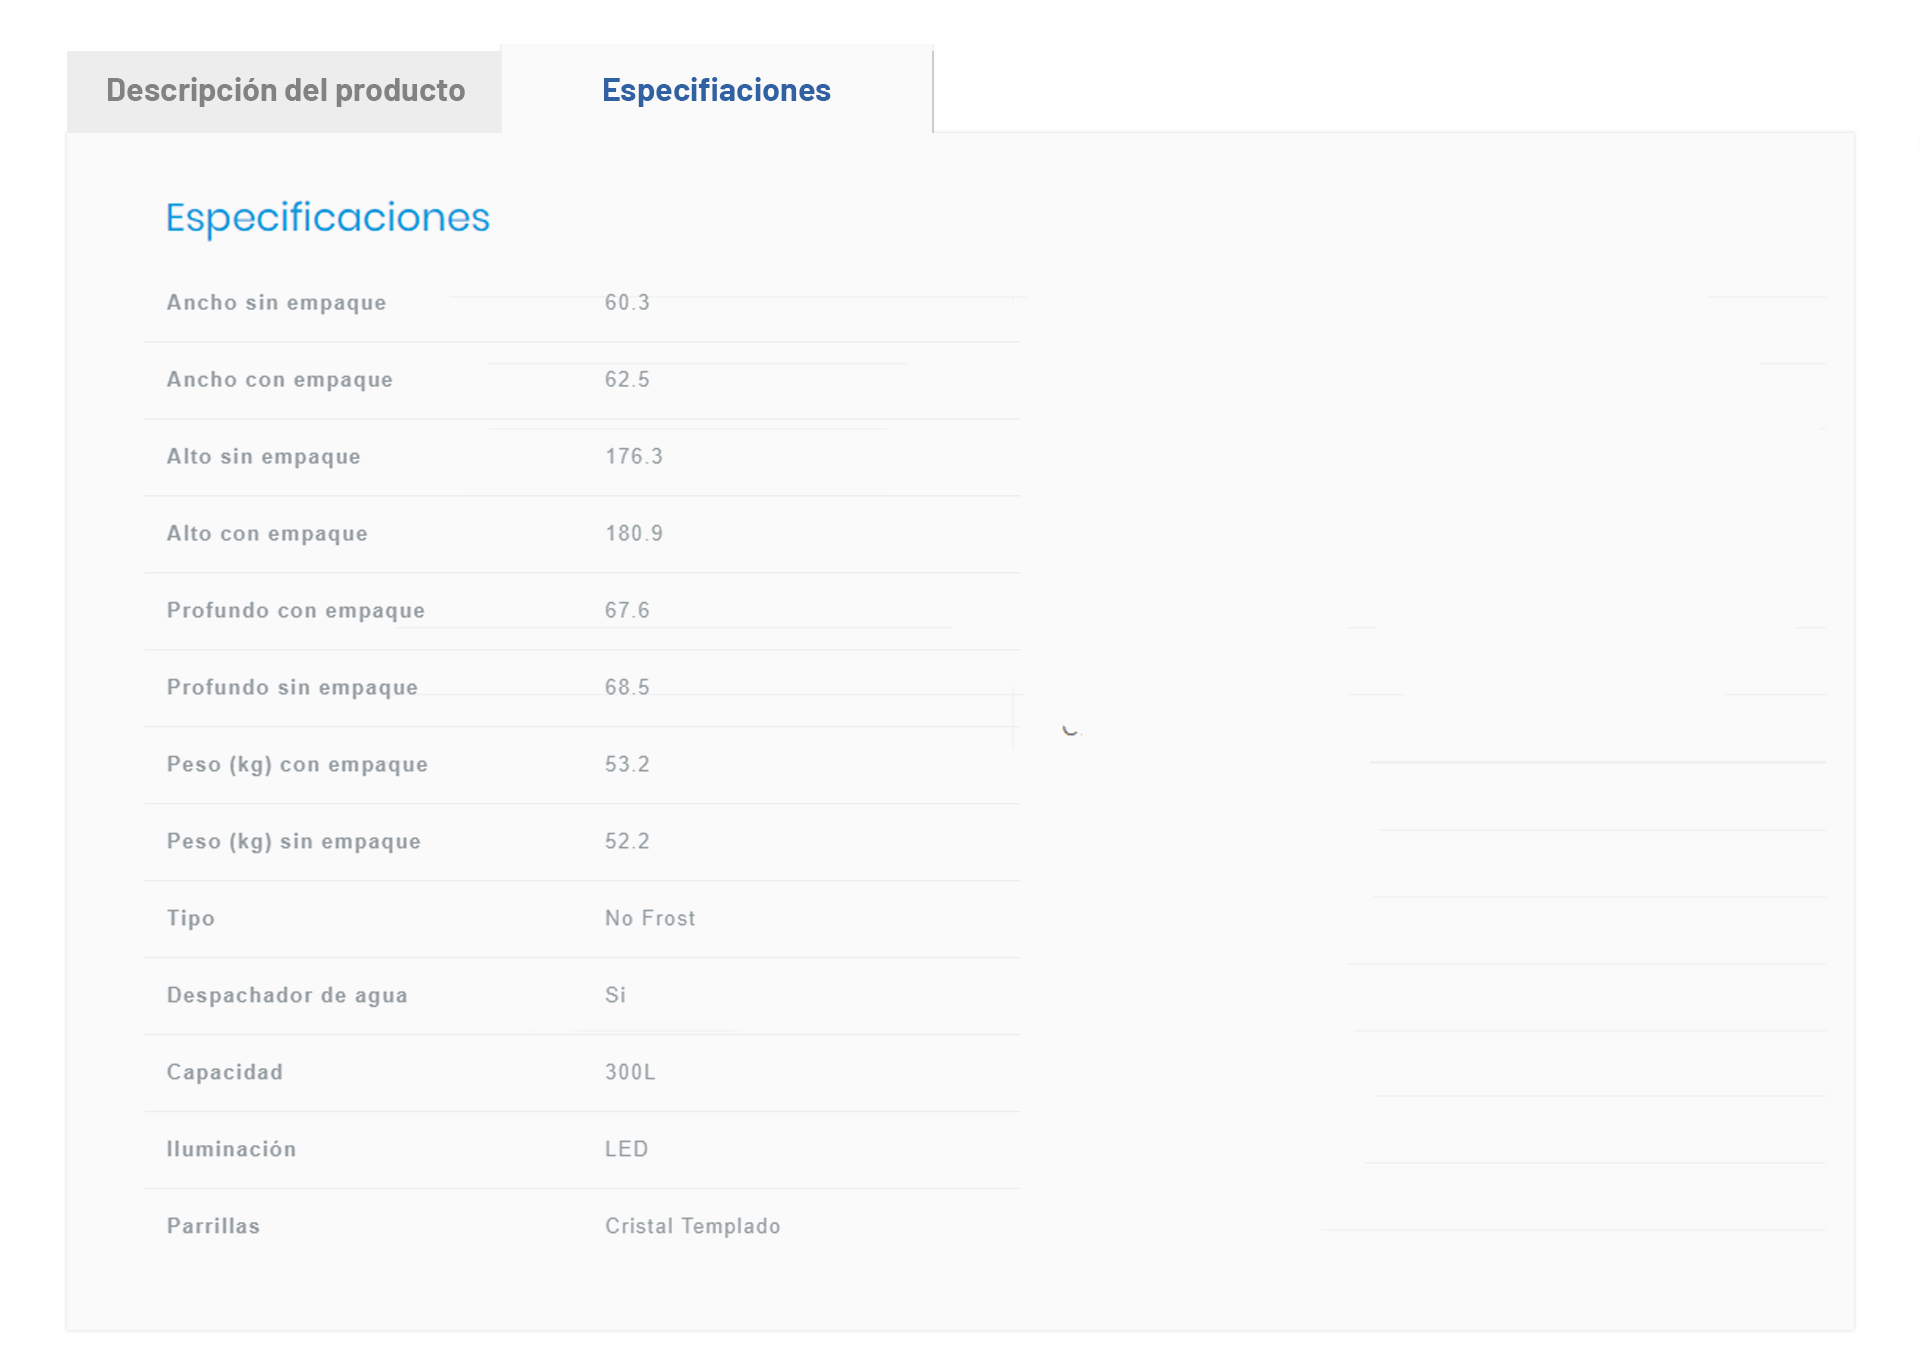 Descripción del producto
Especifiaciones
Especificaciones
Ancho sin empaque 60.3
Ancho con empaque 62.5
Alto sin empaque 176.3
Alto con empaque 180.9
Profundo con empaque 67.6
Profundo sin empaque 68.5
Peso (kg) con empaque 53.2
Peso (kg) sin empaque 52.2
Tipo No Frost
Despachador de agua Si
Capacidad 300L
Iluminación LED
Parrillas Cristal Templado